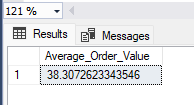 121 %
Results Messages
Average_Order_Value
1 38.3072623343546